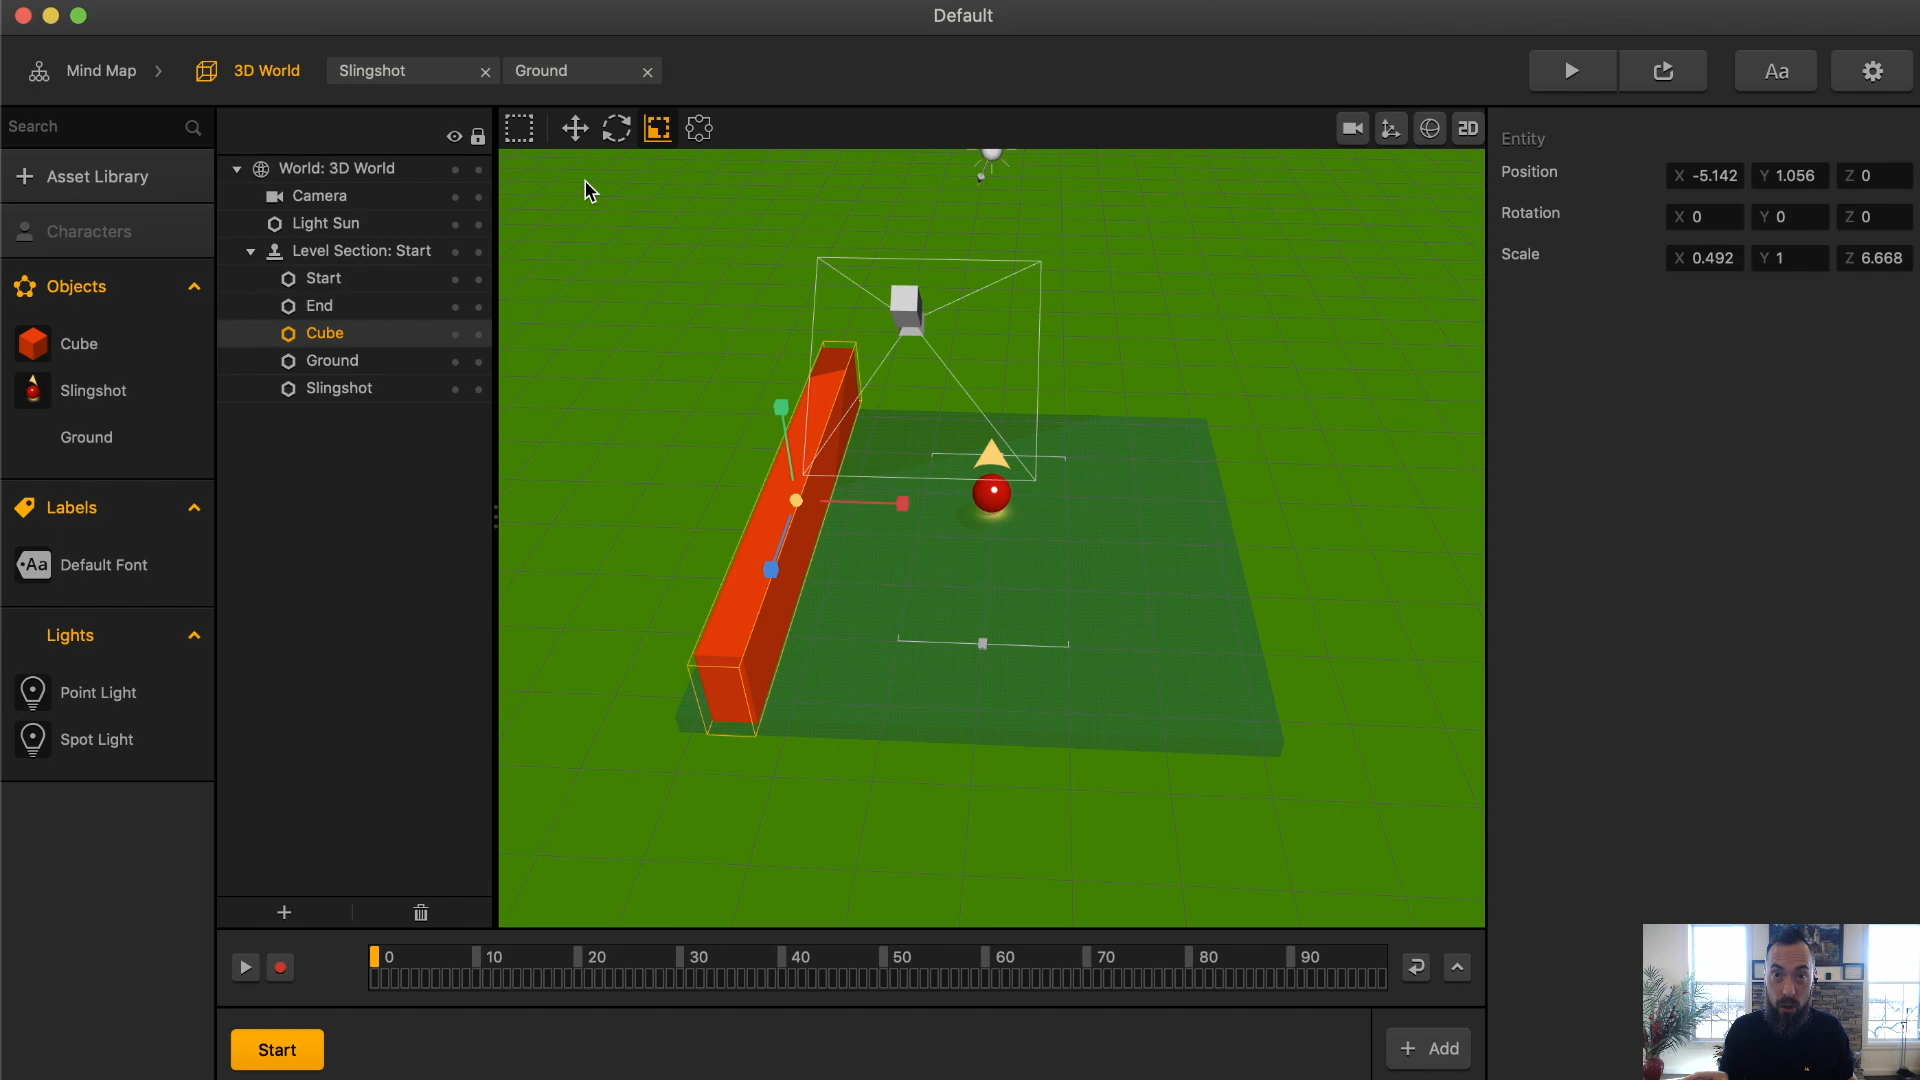 Default
Mind Map
3D World
Slingshot
Ground
Aa
Search
Asset Library
Characters
Objects
Cube
Slingshot
Ground
Labels
Aa
Default Font
Lights
Point Light
Spot Light
World: 3D World
Camera
Light Sun
Level Section: Start
Start
End
Cube
Ground
Slingshot
2D
Entity
Position X -5.142 Y 1.056 Z 0
Rotation X 0 Y 0 Z 0
Scale X 0.492 Y 1 Z 6.668
0 10 20 30 40 50 60 70 80 90
Start
+ Add